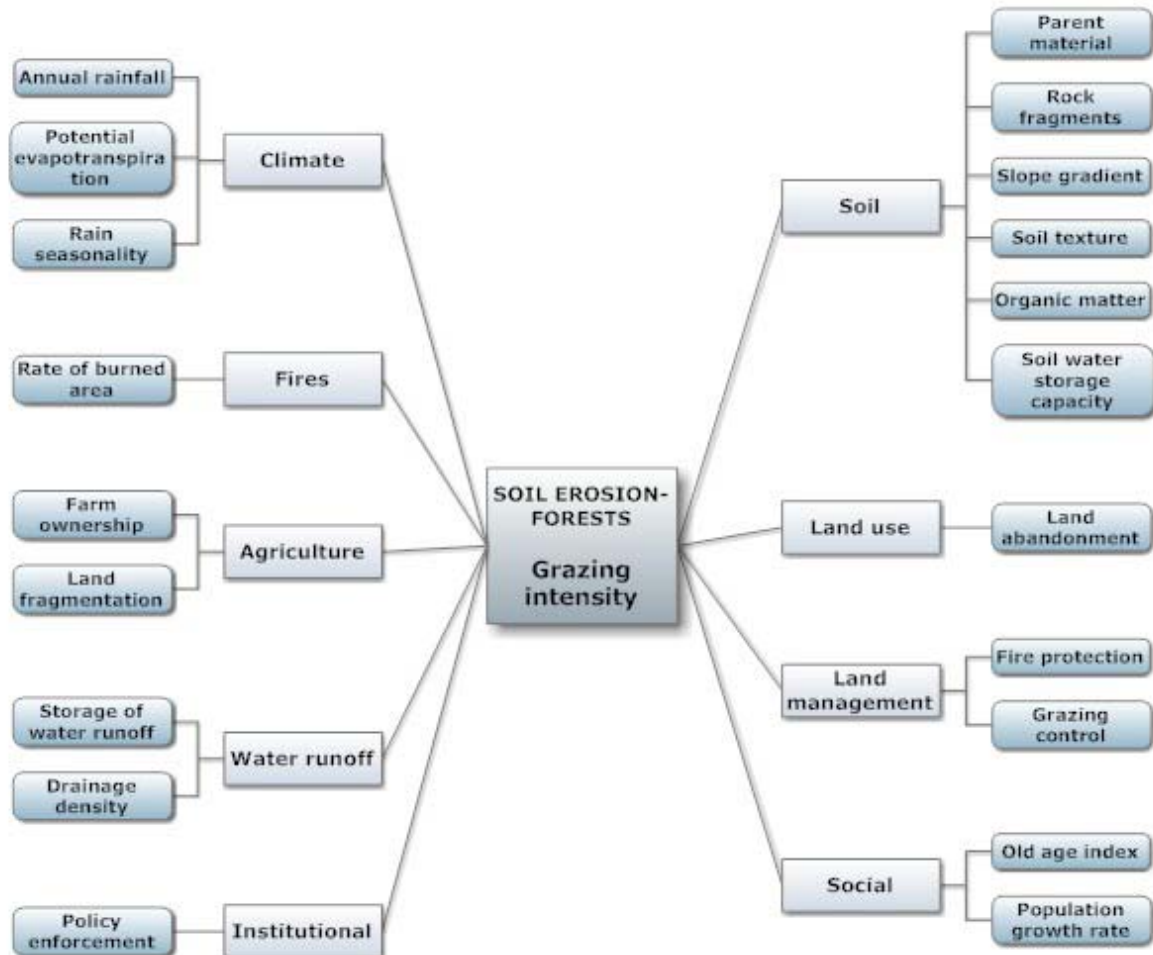 Annual rainfall
Potential
evapotranspira
tion
Rain
seasonality
Climate
Rate of burned
area
Fires
Farm
ownership
Land
fragmentation
Agriculture
Storage of
water runoff
Drainage
density
Water runoff
Policy
enforcement
Institutional
SOIL EROSION-
FORESTS
Grazing
intensity
Soil
Parent
material
Rock
fragments
Slope gradient
Soil texture
Organic matter
Soil water
storage
capacity
Land use
Land
abandonment
Land
management
Fire protection
Grazing
control
Social
Old age index
Population
growth rate